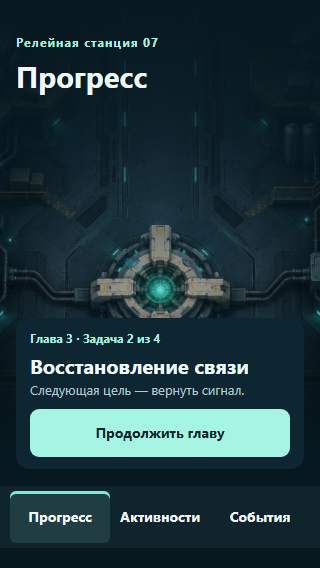 Релейная станция 07
Прогресс
Глава 3 · Задача 2 из 4
Восстановление связи
Следующая цель — вернуть сигнал.
Продолжить главу
Прогресс
Активности
События